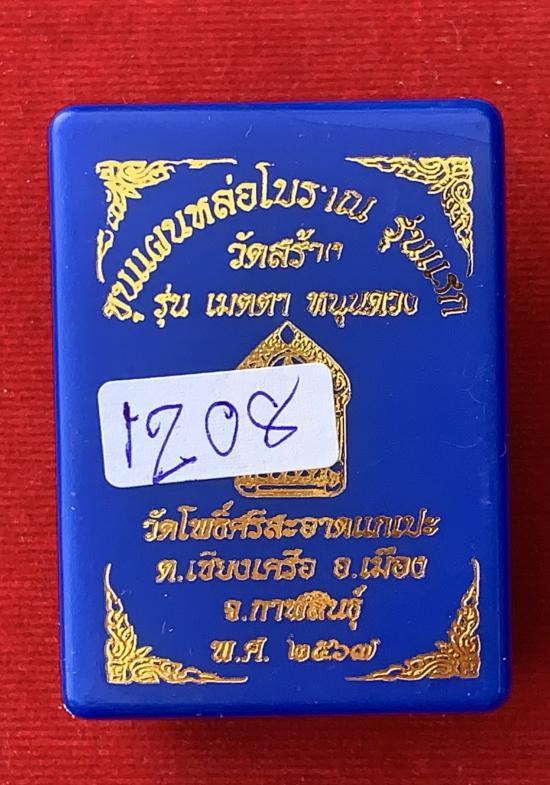 ขุนแผนหล่อโบราณ รุ่นแรก
วัดสร้าง
รุ่น เมตตา หนุนดวง
1208
วัดโพธิ์ศรีสะอาดแกเปะ
ต.เชียงเครือ อ.เมือง
จ.กาฬสินธุ์
พ.ศ. ๒๕๖๗